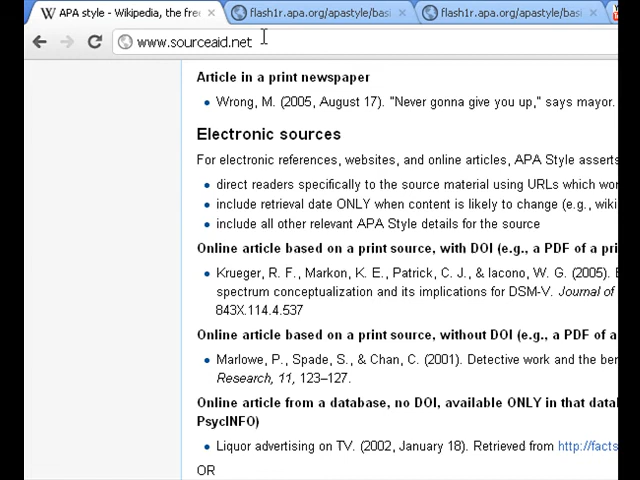 APA style - Wikipedia, the fre
flash1r.apa.org/apastyle/basi
flash1r.apa.org/apastyle/basi
www.sourceaid.net
Article in a print newspaper
Wrong, M. (2005, August 17). "Never gonna give you up," says mayor.
Electronic sources
For electronic references, websites, and online articles, APA Style asserts
direct readers specifically to the source material using URLs which wor
include retrieval date ONLY when content is likely to change (e.g., wiki
include all other relevant APA Style details for the source
Online article based on a print source, with DOI (e.g., a PDF of a pri
Krueger, R. F., Markon, K. E., Patrick, C. J., & Iacono, W. G. (2005). E
spectrum conceptualization and its implications for DSM-V. Journal of
843X.114.4.537
Online article based on a print source, without DOI (e.g., a PDF of a
Marlowe, P., Spade, S., & Chan, C. (2001). Detective work and the ber
Research, 11, 123–127.
Online article from a database, no DOI, available ONLY in that data
PsycINFO)
Liquor advertising on TV. (2002, January 18). Retrieved from http://facts
OR